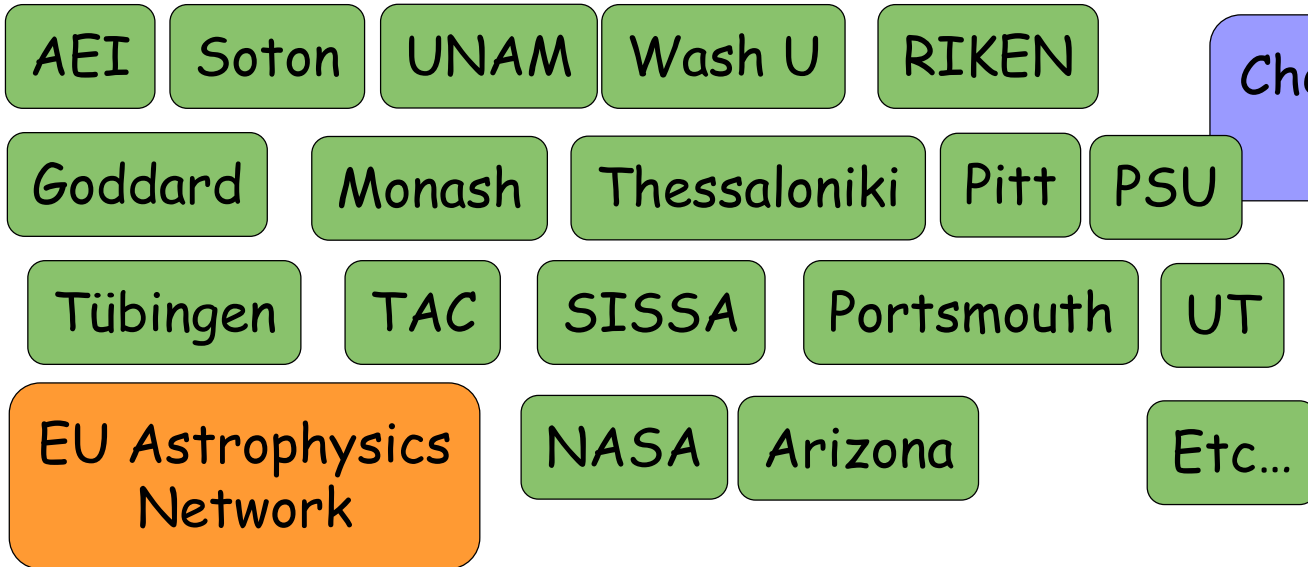 AEI Soton UNAM Wash U RIKEN
Goddard Monash Thessaloniki Pitt PSU
Tübingen TAC SISSA Portsmouth UT
EU Astrophysics
Network
NASA Arizona Etc...